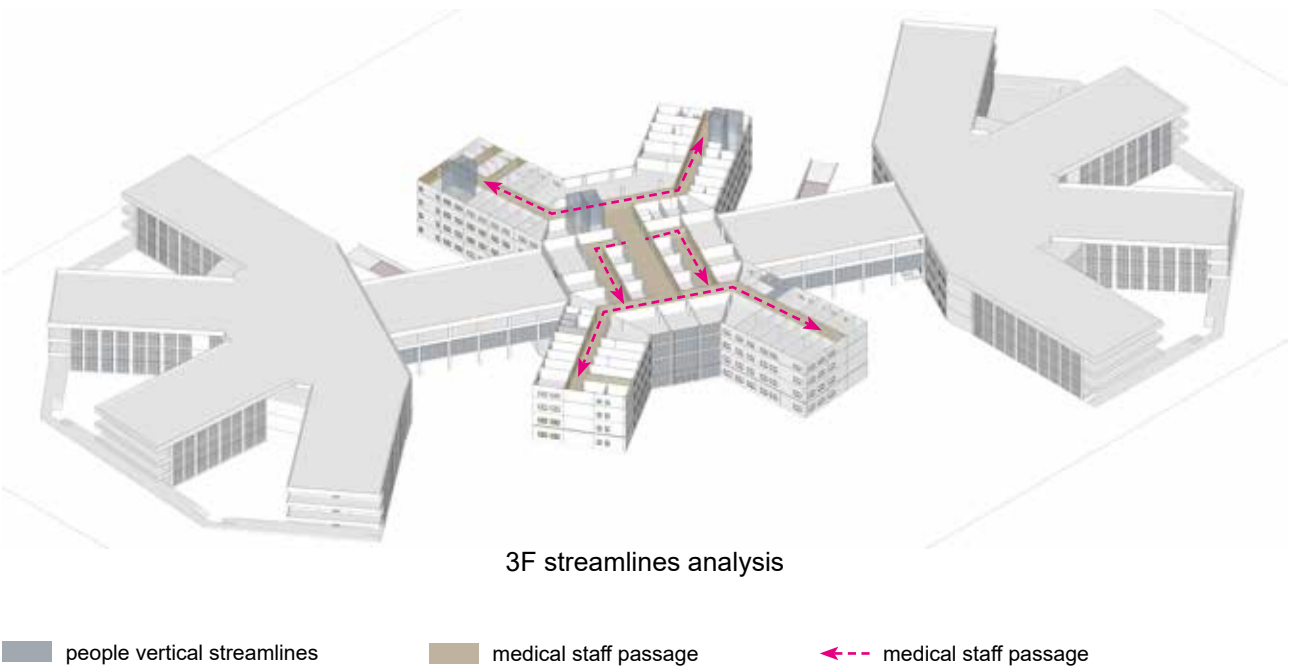 3F streamlines analysis
people vertical streamlines
medical staff passage
medical staff passage